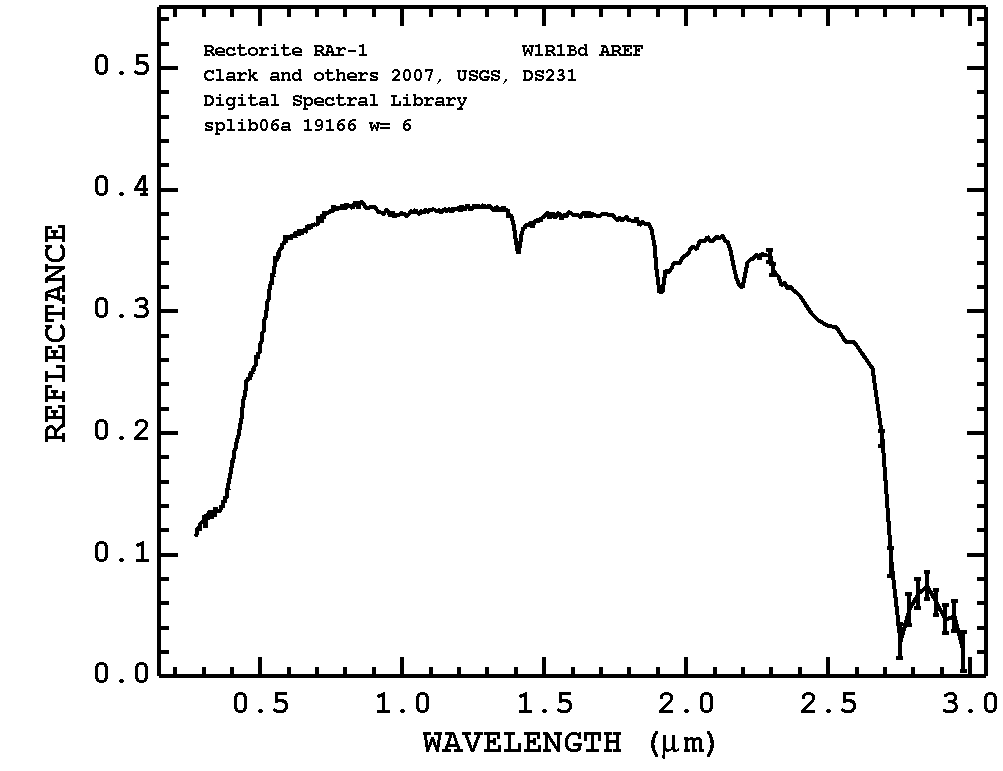 Rectorite RAr-1 W1R1Bd AREF
Clark and others 2007, USGS, DS231
Digital Spectral Library
splib06a 19166 w= 6
REFLECTANCE
0.5
0.4
0.3
0.2
0.1
0.0
0.5 1.0 1.5 2.0 2.5 3.0
WAVELENGTH (μm)